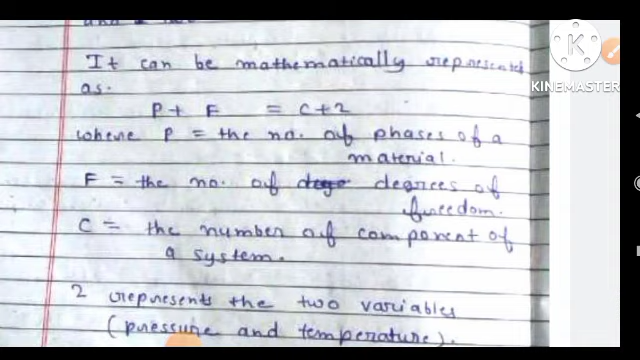 It can be mathematically represented
as.
P + F = C + 2
where P = the no. of phases of a
material.
F = the no. of degrees of
freedom.
C = the number of component of
a system.
2 represents the two variables
(pressure and temperature).
KINEMASTER